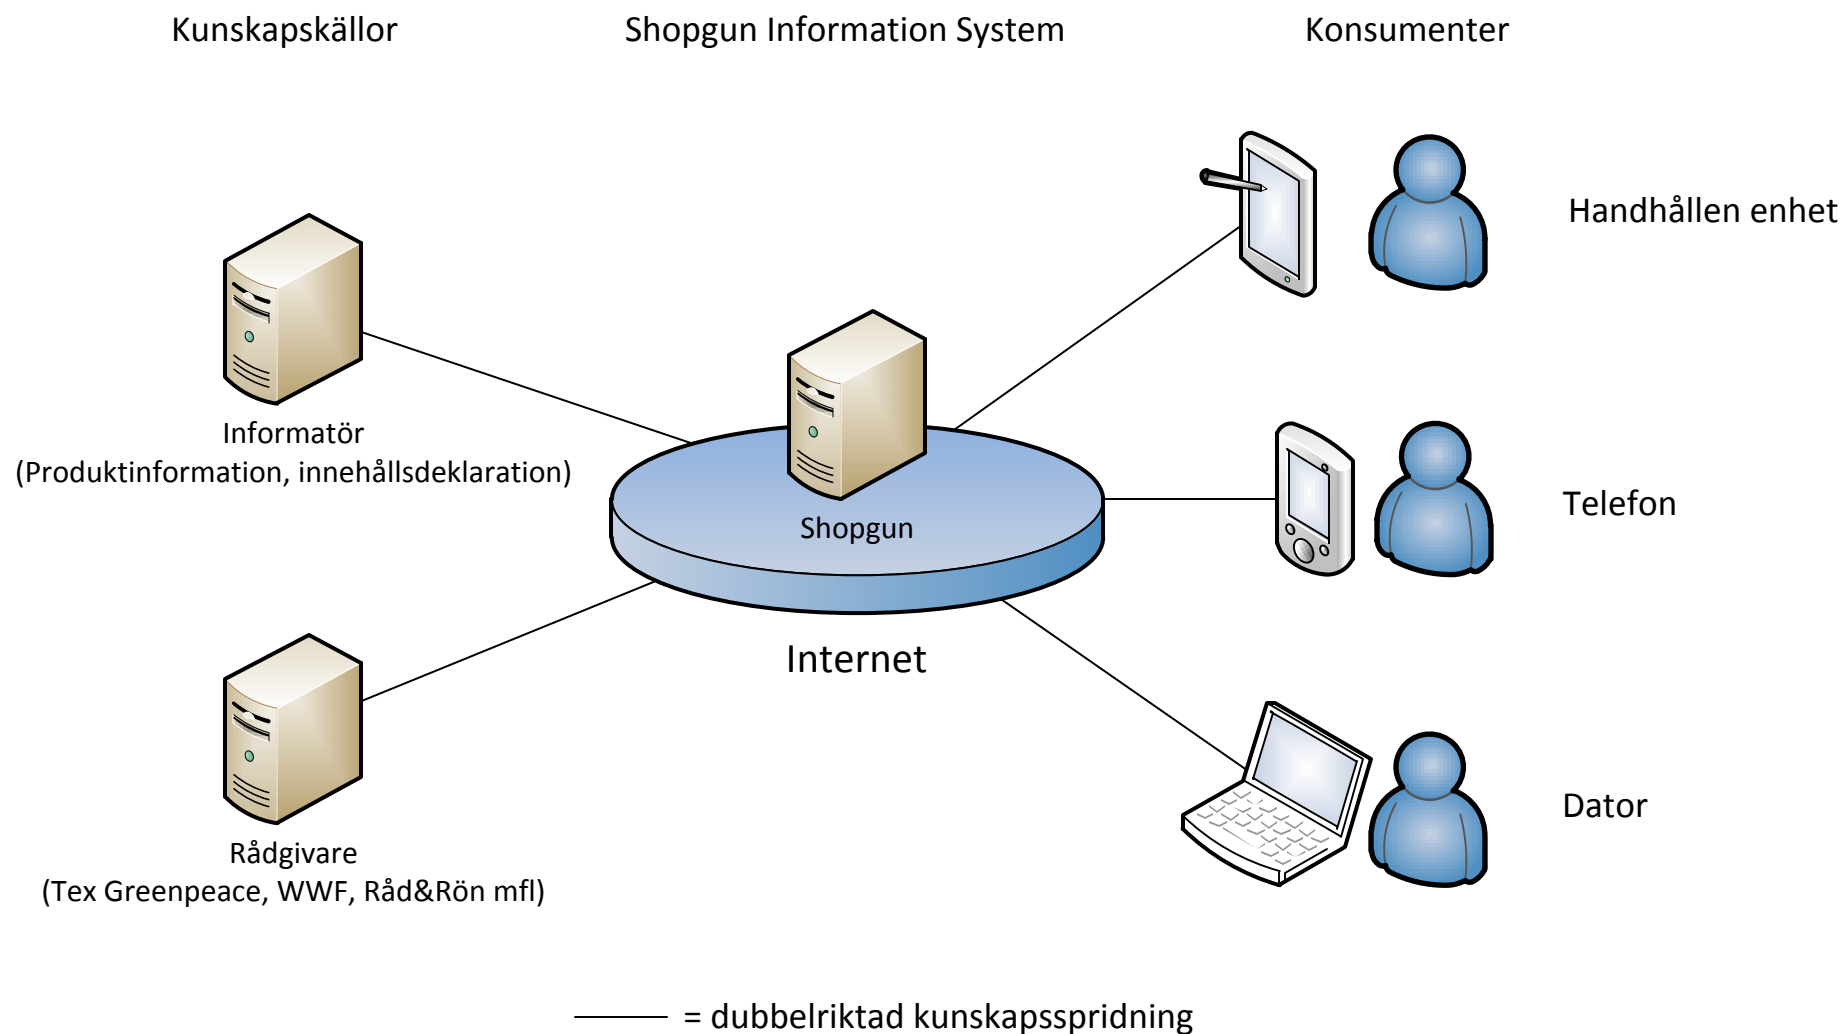 Kunskapskällor
Shopgun Information System
Konsumenter
Handhållen enhet
Informatör
(Produktinformation, innehållsdeklaration)
Shopgun
Telefon
Internet
Dator
Rådgivare
(Tex Greenpeace, WWF, Råd&Rön mfl)
= dubbelriktad kunskapsspridning